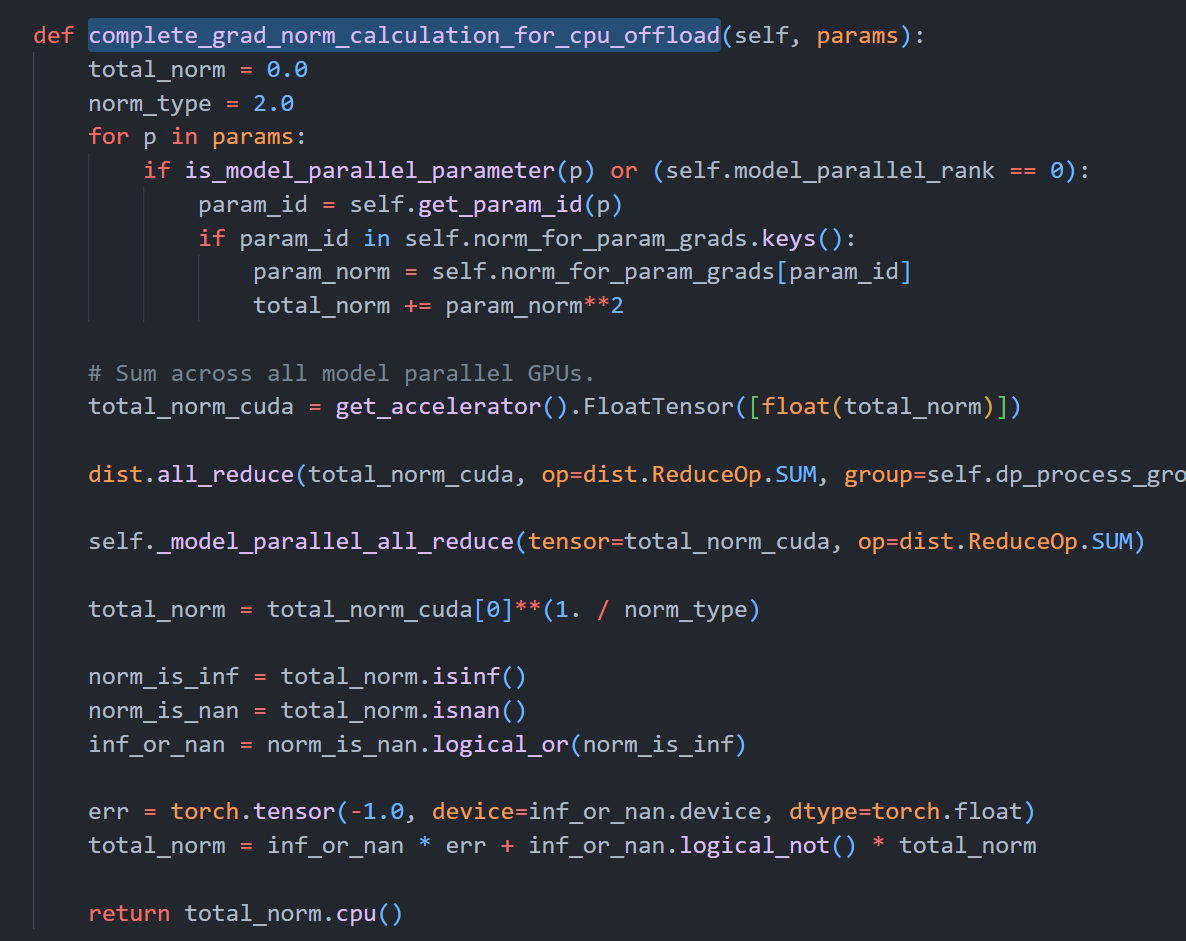 def complete_grad_norm_calculation_for_cpu_offload(self, params):
total_norm = 0.0
norm_type = 2.0
for p in params:
if is_model_parallel_parameter(p) or (self.model_parallel_rank == 0):
param_id = self.get_param_id(p)
if param_id in self.norm_for_param_grads.keys():
param_norm = self.norm_for_param_grads[param_id]
total_norm += param_norm**2
# Sum across all model parallel GPUs.
total_norm_cuda = get_accelerator().FloatTensor([float(total_norm)])
dist.all_reduce(total_norm_cuda, op=dist.ReduceOp.SUM, group=self.dp_process_gro
self._model_parallel_all_reduce(tensor=total_norm_cuda, op=dist.ReduceOp.SUM)
total_norm = total_norm_cuda[0]**(1. / norm_type)
norm_is_inf = total_norm.isinf()
norm_is_nan = total_norm.isnan()
inf_or_nan = norm_is_nan.logical_or(norm_is_inf)
err = torch.tensor(-1.0, device=inf_or_nan.device, dtype=torch.float)
total_norm = inf_or_nan * err + inf_or_nan.logical_not() * total_norm
return total_norm.cpu()